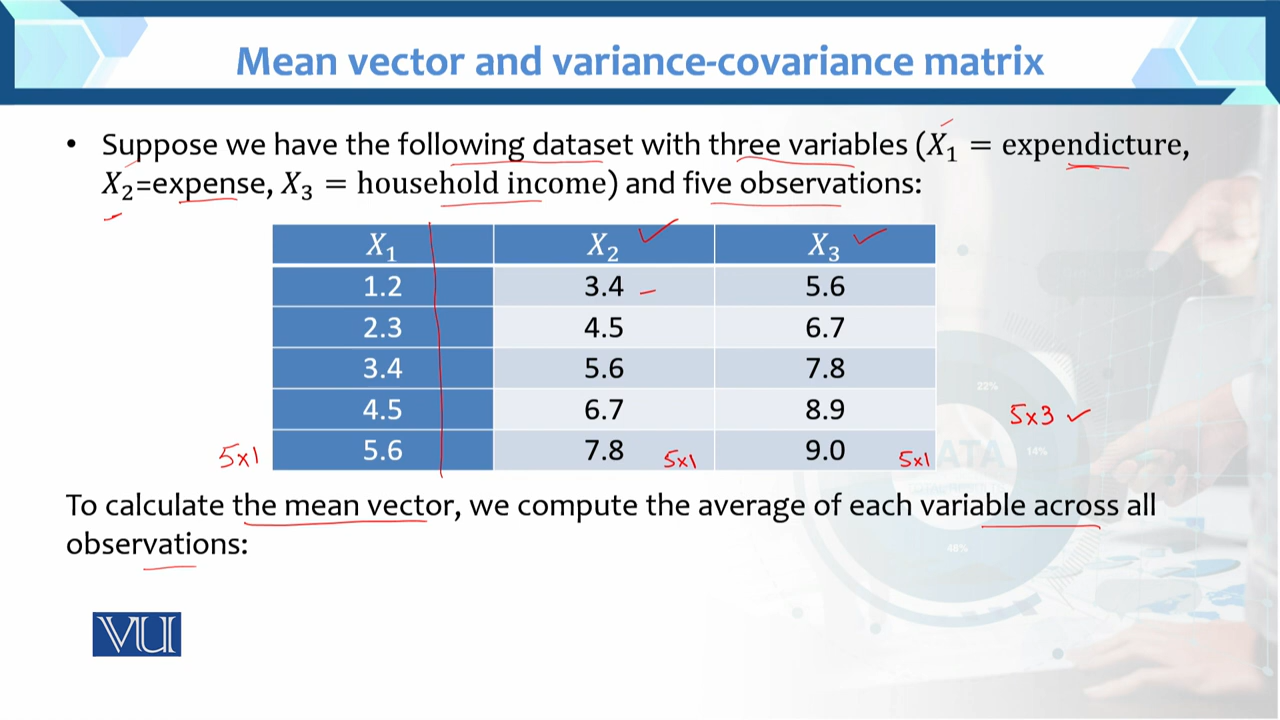 Mean vector and variance-covariance matrix
• Suppose we have the following dataset with three variables (X₁ = expendicture,
X₂=expense, X₃ = household income) and five observations:
X₁ X₂ X₃
1.2 3.4 5.6
2.3 4.5 6.7
3.4 5.6 7.8
4.5 6.7 8.9
5x3
5.6 7.8 9.0
5x1 5x1 5x1
To calculate the mean vector, we compute the average of each variable across all
observations:
VU
22%
14%
ATA
48%